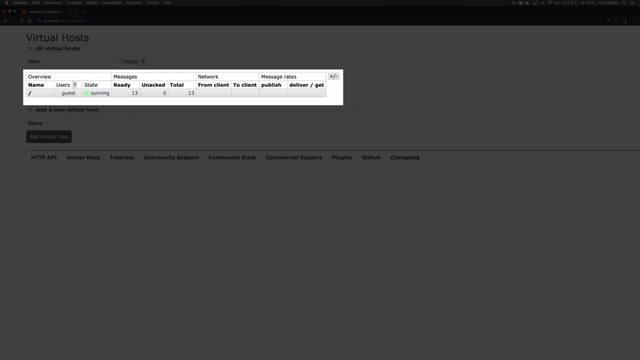 Virtual Hosts
All virtual hosts
Filter:
Regex ?
Overview Messages Network Message rates +/-
Name Users ? State Ready Unacked Total From client To client publish deliver / get
/ guest running 13 0 13
Add a new virtual host
Name: *
Add virtual host
HTTP API Server Docs Tutorials Community Support Community Slack Commercial Support Plugins GitHub Changelog